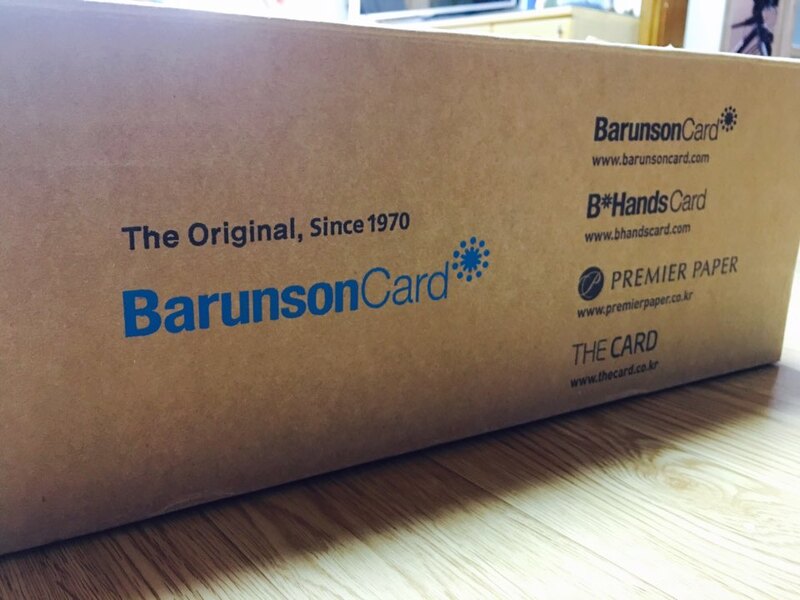 The Original, Since 1970
BarunsonCard
BarunsonCard
www.barunsoncard.com
B*HandsCard
www.bhandscard.com
P PREMIER PAPER
www.premierpaper.co.kr
THE CARD
www.thecard.co.kr